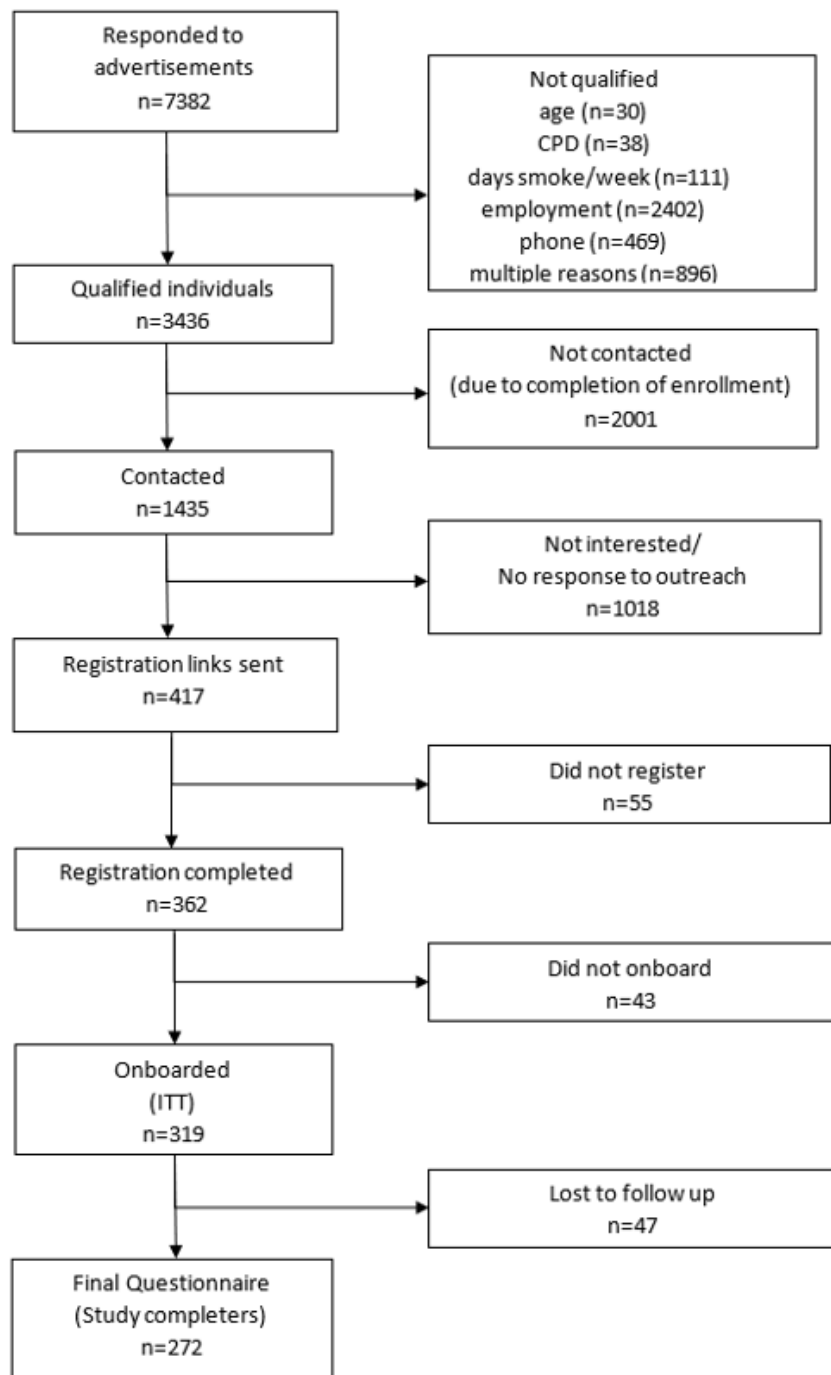 Responded to
advertisements
n=7382
Not qualified
age (n=30)
CPD (n=38)
days smoke/week (n=111)
employment (n=2402)
phone (n=469)
multiple reasons (n=896)
Qualified individuals
n=3436
Not contacted
(due to completion of enrollment)
n=2001
Contacted
n=1435
Not interested/
No response to outreach
n=1018
Registration links sent
n=417
Did not register
n=55
Registration completed
n=362
Did not onboard
n=43
Onboarded
(ITT)
n=319
Lost to follow up
n=47
Final Questionnaire
(Study completers)
n=272